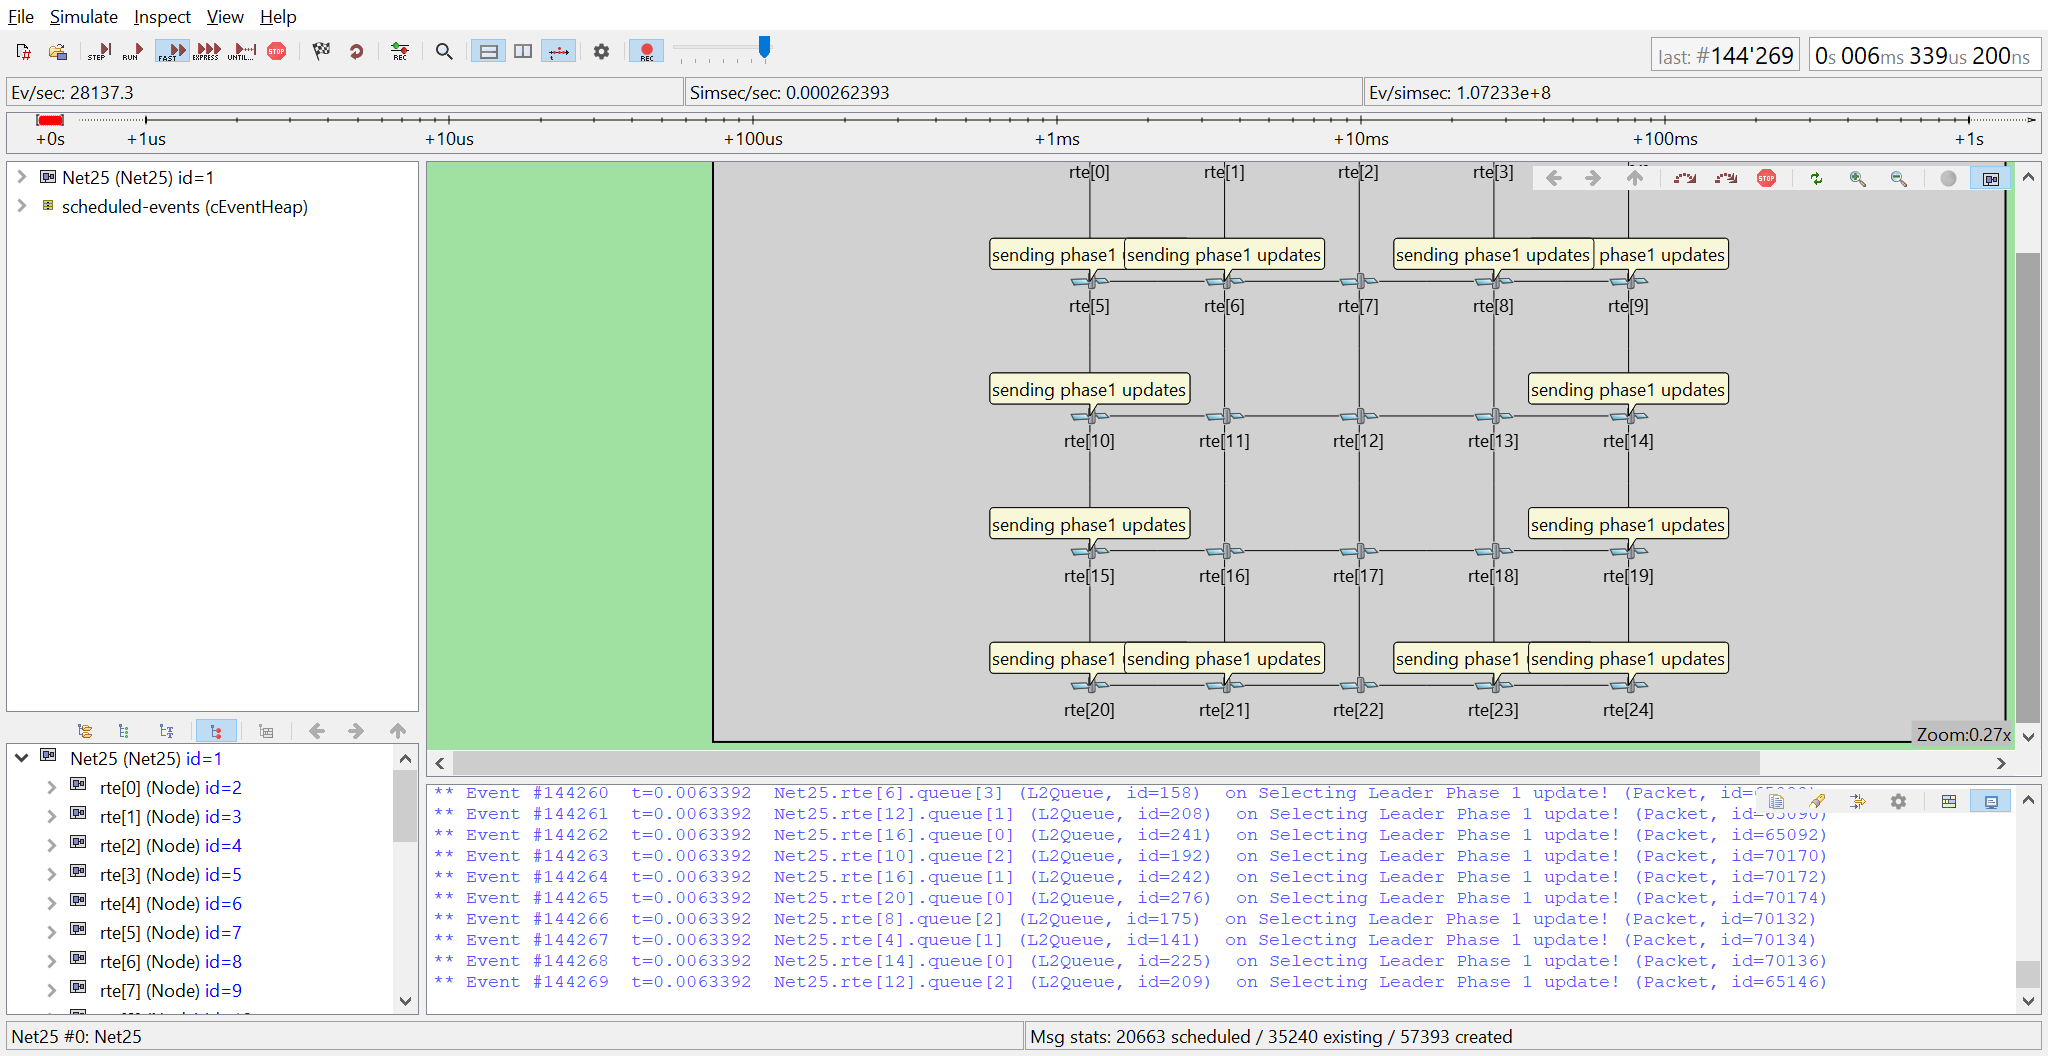 File Simulate Inspect View Help
STEP RUN FAST EXPRESS UNTIL... STOP REC REC
last: #144'269 0s 006ms 339us 200ns
Ev/sec: 28137.3 Simsec/sec: 0.000262393 Ev/simsec: 1.07233e+8
+0s +1us +10us +100us +1ms +10ms +100ms +1s
Net25 (Net25) id=1
scheduled-events (cEventHeap)
rte[0] rte[1] rte[2] rte[3]
STOP
sending phase1 sending phase1 updates sending phase1 updates phase1 updates
rte[5] rte[6] rte[7] rte[8] rte[9]
sending phase1 updates sending phase1 updates
rte[10] rte[11] rte[12] rte[13] rte[14]
sending phase1 updates sending phase1 updates
rte[15] rte[16] rte[17] rte[18] rte[19]
sending phase1 sending phase1 updates sending phase1 sending phase1 updates
rte[20] rte[21] rte[22] rte[23] rte[24]
Zoom:0.27x
Net25 (Net25) id=1
rte[0] (Node) id=2
rte[1] (Node) id=3
rte[2] (Node) id=4
rte[3] (Node) id=5
rte[4] (Node) id=6
rte[5] (Node) id=7
rte[6] (Node) id=8
rte[7] (Node) id=9
** Event #144260 t=0.0063392 Net25.rte[6].queue[3] (L2Queue, id=158) on Selecting Leader Phase 1 update! (Packet,
** Event #144261 t=0.0063392 Net25.rte[12].queue[1] (L2Queue, id=208) on Selecting Leader Phase 1 update! (Packet, id=65090)
** Event #144262 t=0.0063392 Net25.rte[16].queue[0] (L2Queue, id=241) on Selecting Leader Phase 1 update! (Packet, id=65092)
** Event #144263 t=0.0063392 Net25.rte[10].queue[2] (L2Queue, id=192) on Selecting Leader Phase 1 update! (Packet, id=70170)
** Event #144264 t=0.0063392 Net25.rte[16].queue[1] (L2Queue, id=242) on Selecting Leader Phase 1 update! (Packet, id=70172)
** Event #144265 t=0.0063392 Net25.rte[20].queue[0] (L2Queue, id=276) on Selecting Leader Phase 1 update! (Packet, id=70174)
** Event #144266 t=0.0063392 Net25.rte[8].queue[2] (L2Queue, id=175) on Selecting Leader Phase 1 update! (Packet, id=70132)
** Event #144267 t=0.0063392 Net25.rte[4].queue[1] (L2Queue, id=141) on Selecting Leader Phase 1 update! (Packet, id=70134)
** Event #144268 t=0.0063392 Net25.rte[14].queue[0] (L2Queue, id=225) on Selecting Leader Phase 1 update! (Packet, id=70136)
** Event #144269 t=0.0063392 Net25.rte[12].queue[2] (L2Queue, id=209) on Selecting Leader Phase 1 update! (Packet, id=65146)
Net25 #0: Net25 Msg stats: 20663 scheduled / 35240 existing / 57393 created